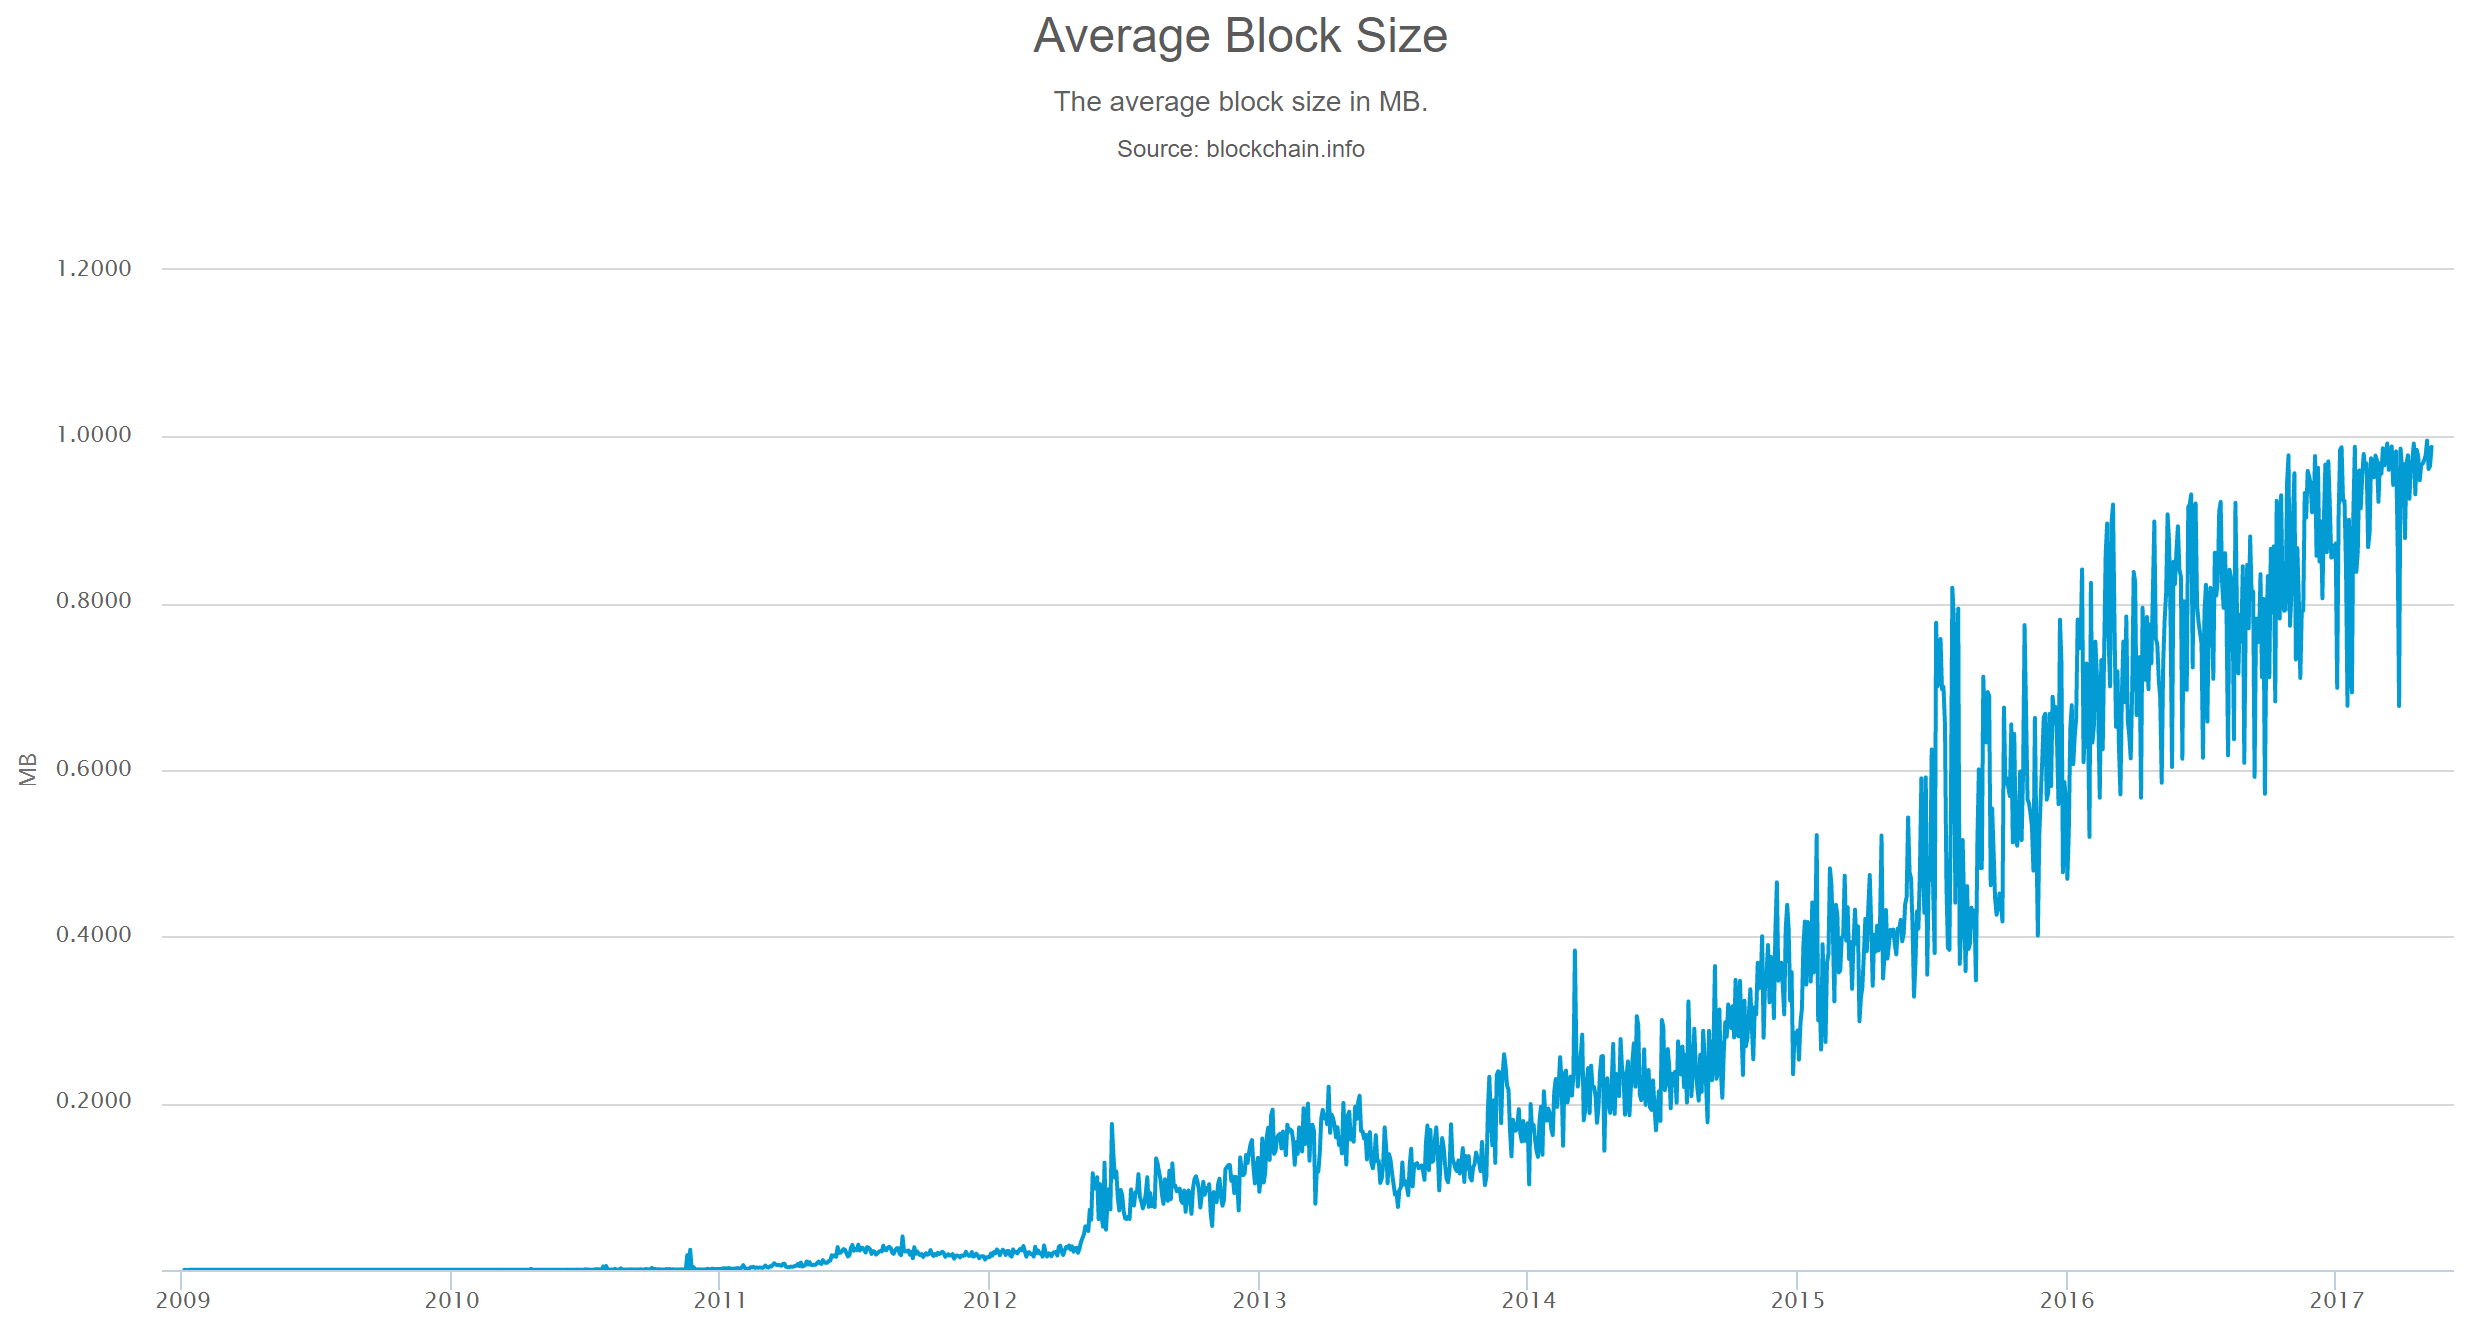 Average Block Size
The average block size in MB.
Source: blockchain.info
1.2000
1.0000
0.8000
0.6000
0.4000
0.2000
MB
2009 2010 2011 2012 2013 2014 2015 2016 2017